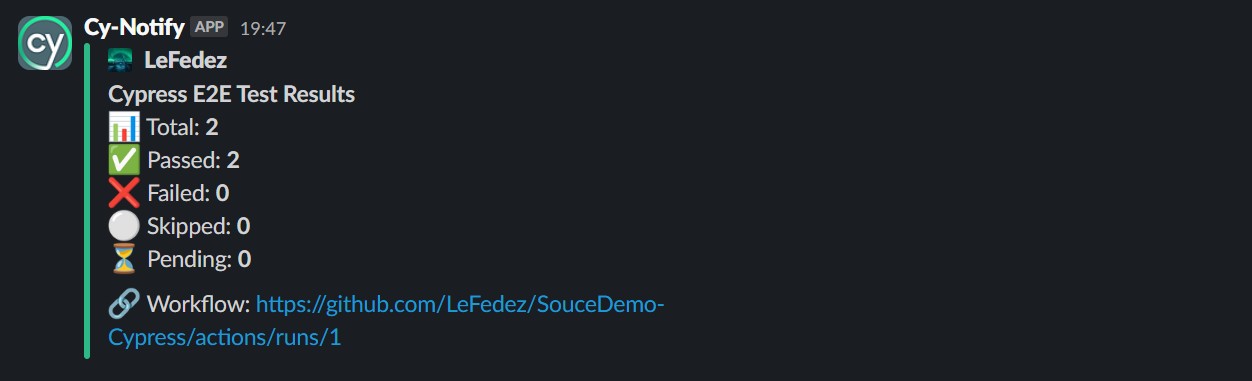 cy
Cy-Notify APP 19:47
LeFedez
Cypress E2E Test Results
Total: 2
Passed: 2
Failed: 0
Skipped: 0
Pending: 0
Workflow: https://github.com/LeFedez/SouceDemo-
Cypress/actions/runs/1